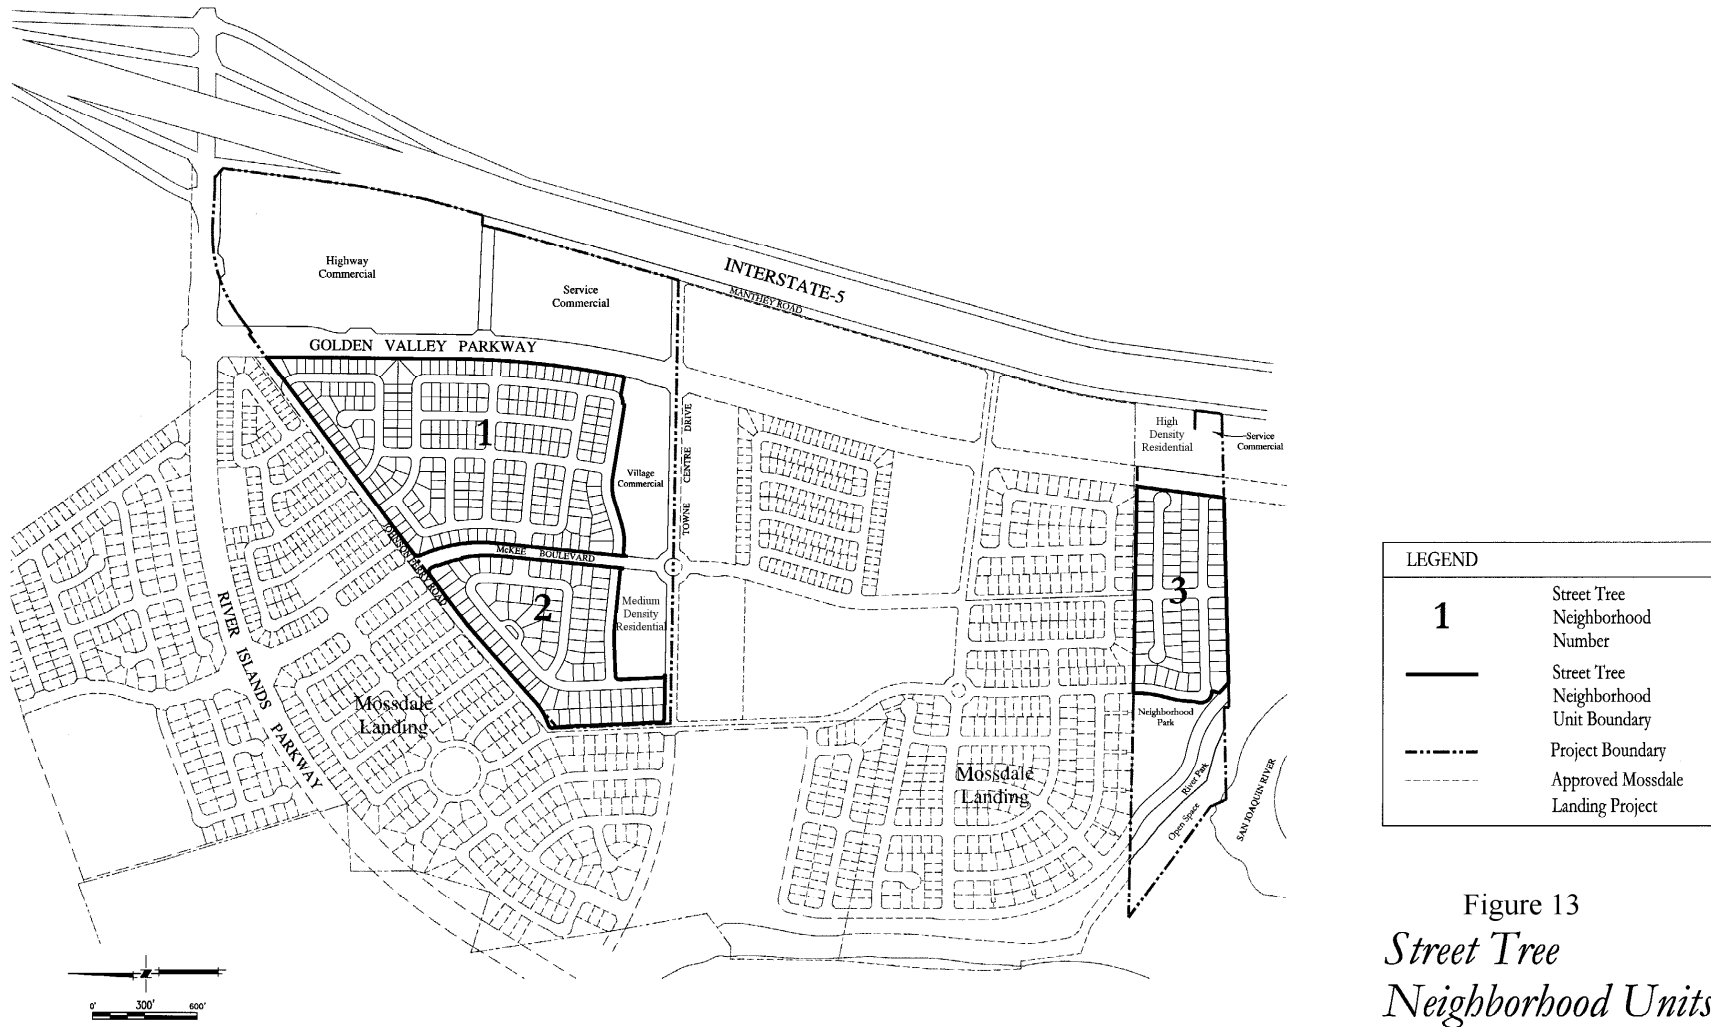 INTERSTATE-5
MANTHEY ROAD
Highway
Commercial
Service
Commercial
GOLDEN VALLEY PARKWAY
1
Village
Commercial
TOWNE CENTRE DRIVE
High
Density
Residential
Service
Commercial
McKEE BOULEVARD
JOHNSON FERRY ROAD
2
Medium
Density
Residential
3
RIVER ISLANDS PARKWAY
Mossdale
Landing
Mossdale
Landing
Neighborhood
Park
River Park
Open Space
SAN JOAQUIN RIVER
0' 300' 600'
LEGEND
1
Street Tree
Neighborhood
Number
Street Tree
Neighborhood
Unit Boundary
Project Boundary
Approved Mossdale
Landing Project
Figure 13
Street Tree
Neighborhood Units